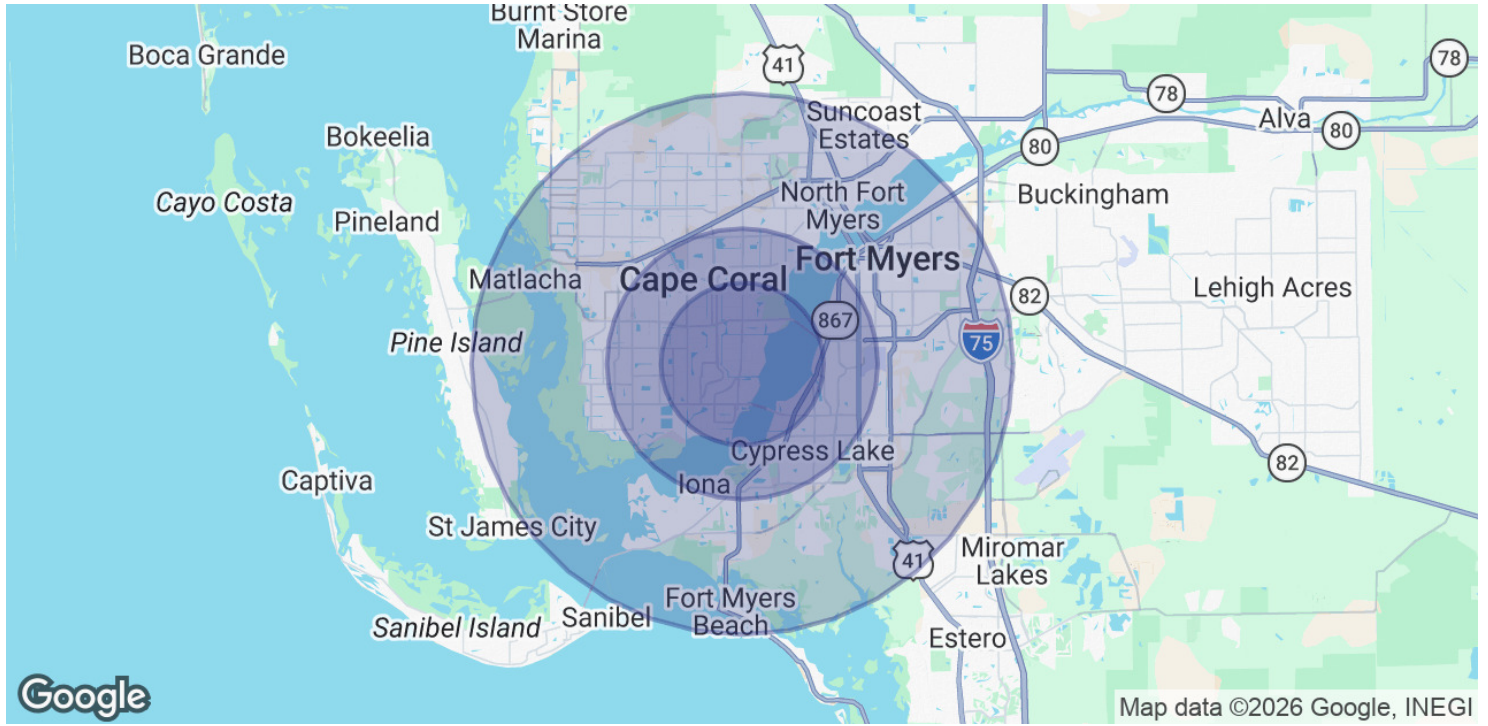 Burnt Store
Marina
Boca Grande
41
78
78
Suncoast
Estates
Alva
80
Bokeelia
80
Cayo Costa
North Fort
Myers
Buckingham
Pineland
Fort Myers
Matlacha
Cape Coral
82
Lehigh Acres
867
Pine Island
75
Cypress Lake
82
Captiva
Iona
St James City
41
Miromar
Lakes
Fort Myers
Beach
Sanibel
Sanibel Island
Estero
Google
Map data ©2026 Google, INEGI